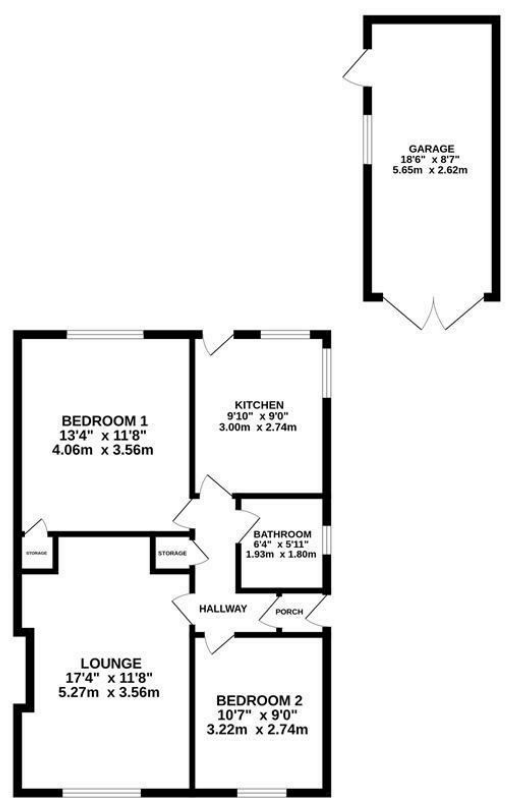 GARAGE
18'6" x 8'7"
5.65m x 2.62m
KITCHEN
9'10" x 9'0"
3.00m x 2.74m
BEDROOM 1
13'4" x 11'8"
4.06m x 3.56m
BATHROOM
6'4" x 5'11"
1.93m x 1.80m
STORAGE
STORAGE
HALLWAY
PORCH
LOUNGE
17'4" x 11'8"
5.27m x 3.56m
BEDROOM 2
10'7" x 9'0"
3.22m x 2.74m